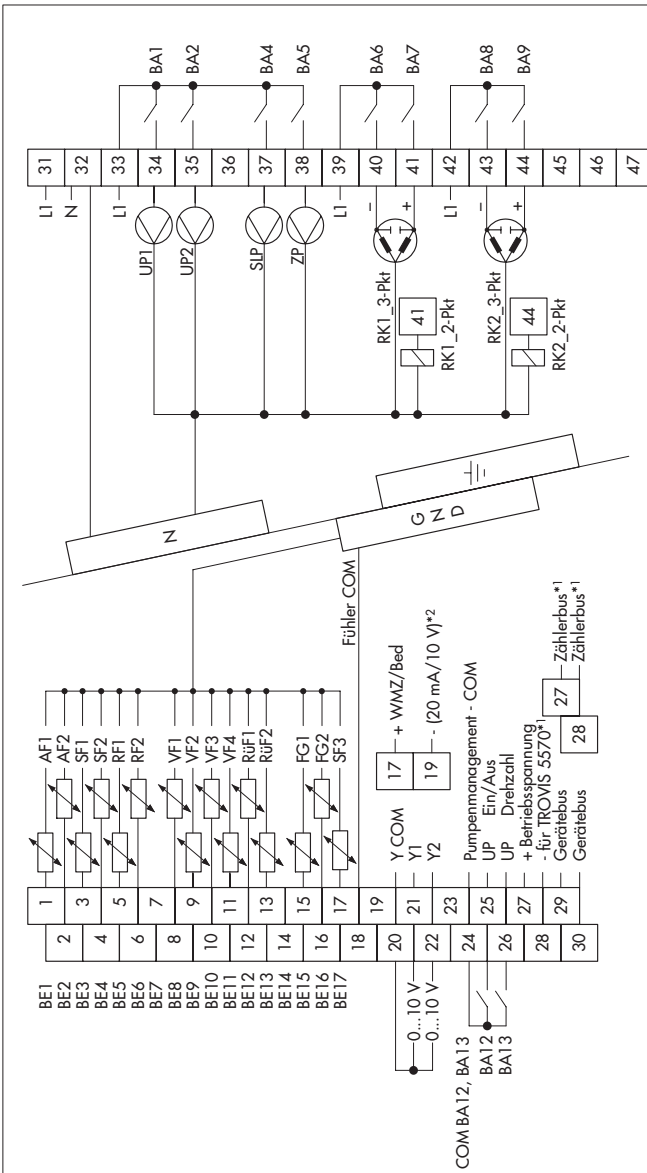 BA1
BA2
BA4
BA5
BA6
BA7
BA8
BA9
31
32
33
34
35
36
37
38
39
40
41
42
43
44
45
46
47
L1
N
L1
UP1
UP2
SLP
ZP
L1
−
+
L1
−
+
RK1_3-Pkt
41
RK1_2-Pkt
RK2_3-Pkt
44
RK2_2-Pkt
N
GND
Fühler COM
AF1
AF2
SF1
SF2
RF1
RF2
VF1
VF2
VF3
VF4
RüF1
RüF2
FG1
FG2
SF3
Y COM
Y1
Y2
17 + WMZ/Bed
19 - (20 mA/10 V)*2
Pumpenmanagement - COM
UP Ein/Aus
UP Drehzahl
+ Betriebsspannung
- für TROVIS 5570*1
Gerätebus
Gerätebus
27 Zählerbus*1
28 Zählerbus*1
1
2
3
4
5
6
7
8
9
10
11
12
13
14
15
16
17
18
19
20
21
22
23
24
25
26
27
28
29
30
BE1
BE2
BE3
BE4
BE5
BE6
BE7
BE8
BE9
BE10
BE11
BE12
BE13
BE14
BE15
BE16
BE17
0...10 V
0...10 V
COM BA12, BA13
BA12
BA13